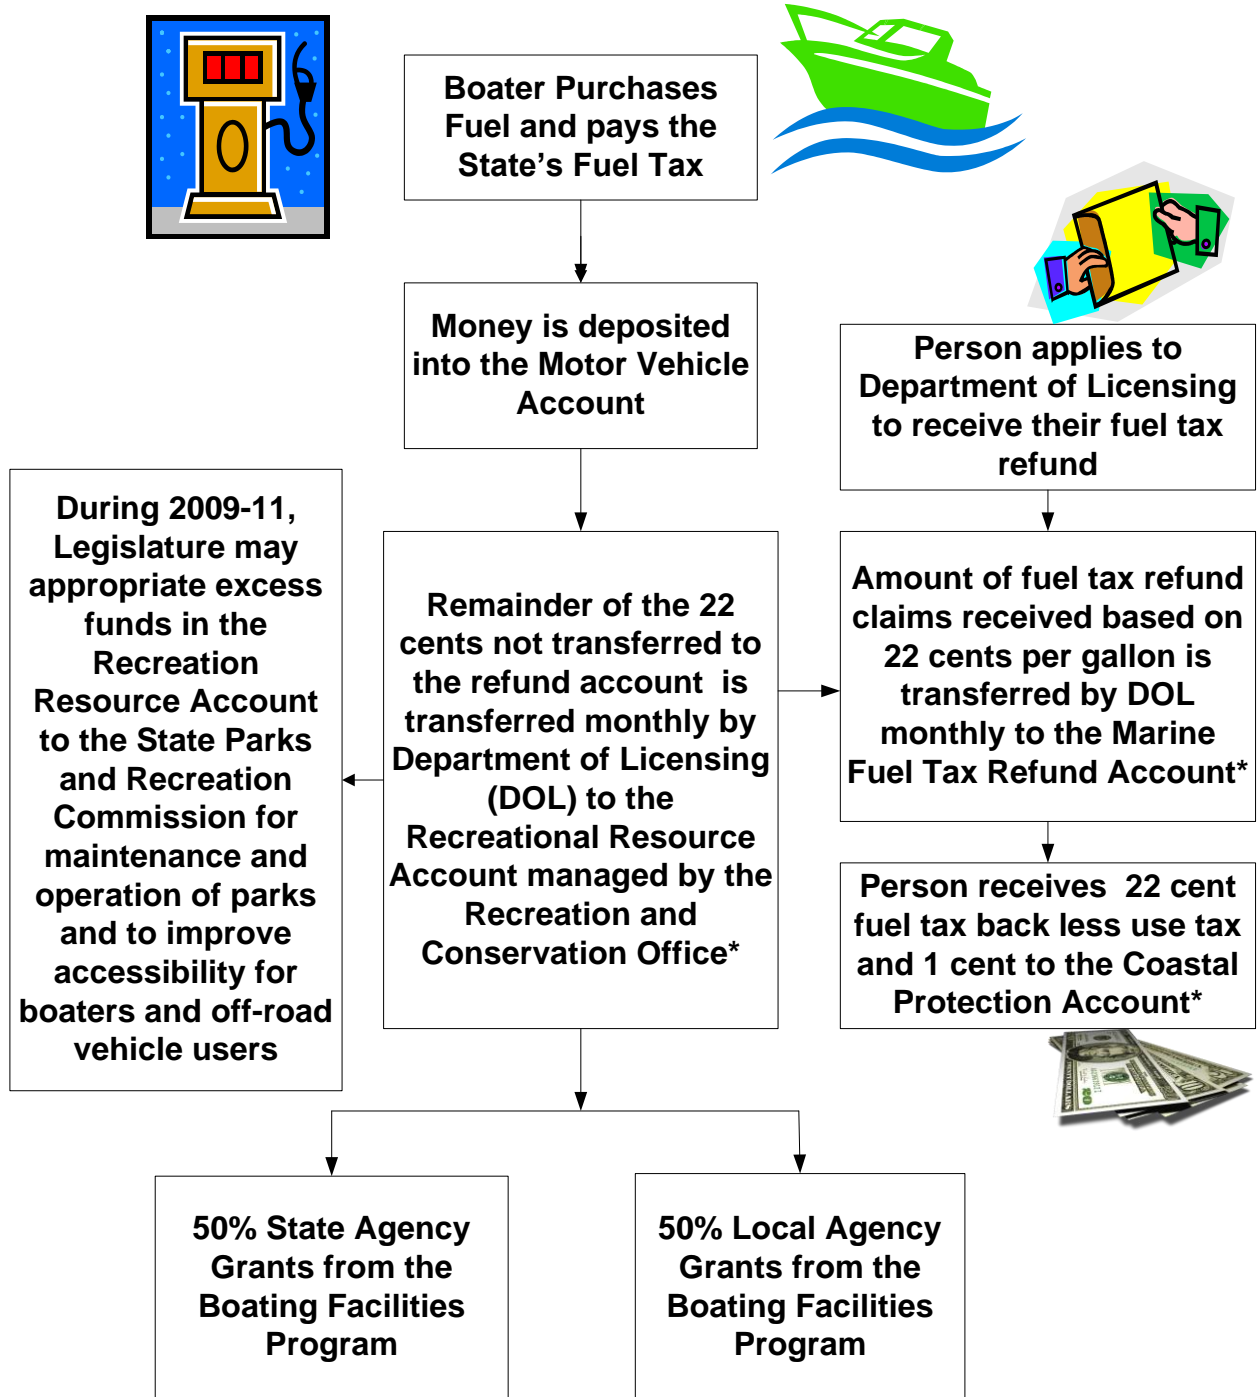 Boater Purchases
Fuel and pays the
State’s Fuel Tax
Money is deposited
into the Motor Vehicle
Account
Person applies to
Department of Licensing
to receive their fuel tax
refund
During 2009-11,
Legislature may
appropriate excess
funds in the
Recreation
Resource Account
to the State Parks
and Recreation
Commission for
maintenance and
operation of parks
and to improve
accessibility for
boaters and off-road
vehicle users
Remainder of the 22
cents not transferred to
the refund account  is
transferred monthly by
Department of Licensing
(DOL) to the
Recreational Resource
Account managed by the
Recreation and
Conservation Office*
Amount of fuel tax refund
claims received based on
22 cents per gallon is
transferred by DOL
monthly to the Marine
Fuel Tax Refund Account*
Person receives  22 cent
fuel tax back less use tax
and 1 cent to the Coastal
Protection Account*
50% State Agency
Grants from the
Boating Facilities
Program
50% Local Agency
Grants from the
Boating Facilities
Program